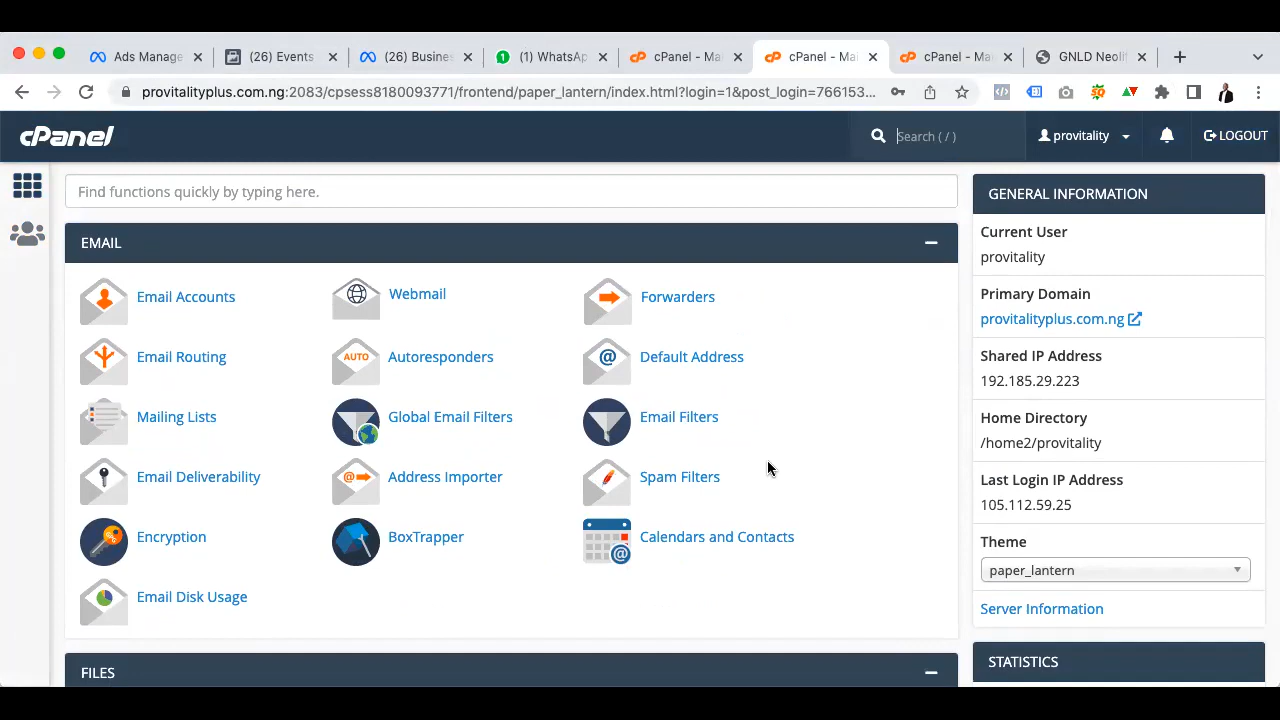 Ads Manage
(26) Events
(26) Busine
(1) WhatsAp
cPanel - Ma
cPanel - Mai
cPanel - Ma
GNLD Neoli
provitalityplus.com.ng:2083/cpsess8180093771/frontend/paper_lantern/index.html?login=1&post_login=766153...
cPanel
Search ( / )
provitality
LOGOUT
Find functions quickly by typing here.
EMAIL
Email Accounts
Webmail
Forwarders
Email Routing
AUTO
Autoresponders
Default Address
Mailing Lists
Global Email Filters
Email Filters
Email Deliverability
Address Importer
Spam Filters
Encryption
BoxTrapper
Calendars and Contacts
Email Disk Usage
FILES
GENERAL INFORMATION
Current User
provitality
Primary Domain
provitalityplus.com.ng
Shared IP Address
192.185.29.223
Home Directory
/home2/provitality
Last Login IP Address
105.112.59.25
Theme
paper_lantern
Server Information
STATISTICS